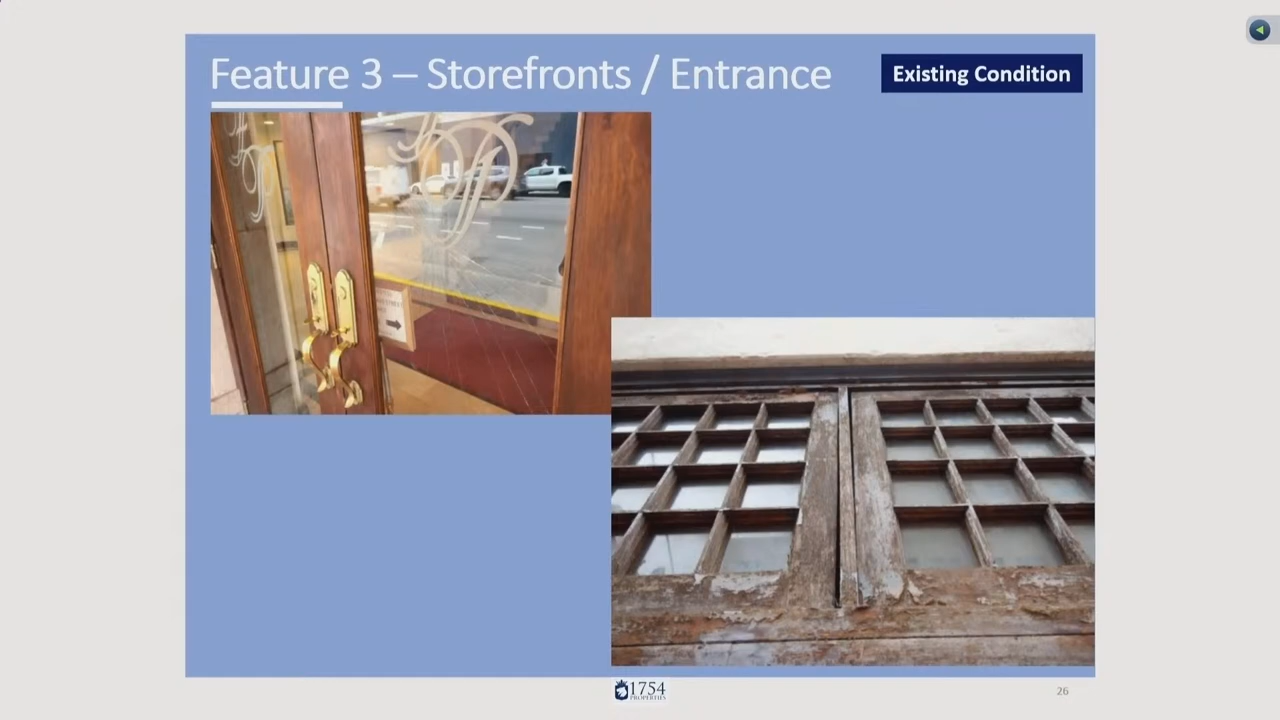 Feature 3 – Storefronts / Entrance
Existing Condition
1754
PROPERTIES
26